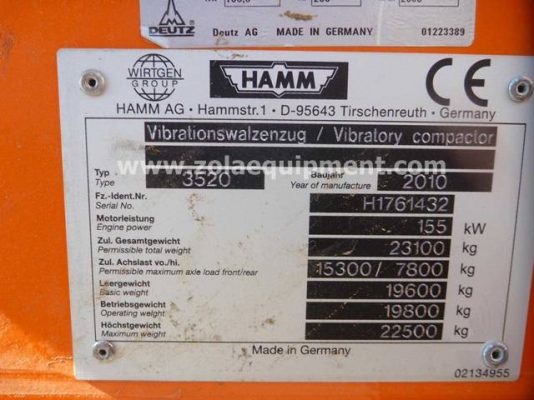 DEUTZ
Deutz AG MADE IN GERMANY 01223389
WIRTGEN GROUP
HAMM
CE
HAMM AG • Hammstr.1 • D-95643 Tirschenreuth • Germany
Vibrationswalzenzug / Vibratory compactor
www.zolaequipment.com
Typ
Type 3520
Baujahr
Year of manufacture 2010
Fz.-Ident.Nr.
Serial No. H1761432
Motorleistung
Engine power 155 kW
Zul. Gesamtgewicht
Permissible total weight 23100 kg
Zul. Achslast vo./hi.
Permissible maximum axle load front/rear 15300/ 7800 kg
Leergewicht
Basic weight 19600 kg
Betriebsgewicht
Operating weight 19800 kg
Höchstgewicht
Maximum weight 22500 kg
Made in Germany
02134955